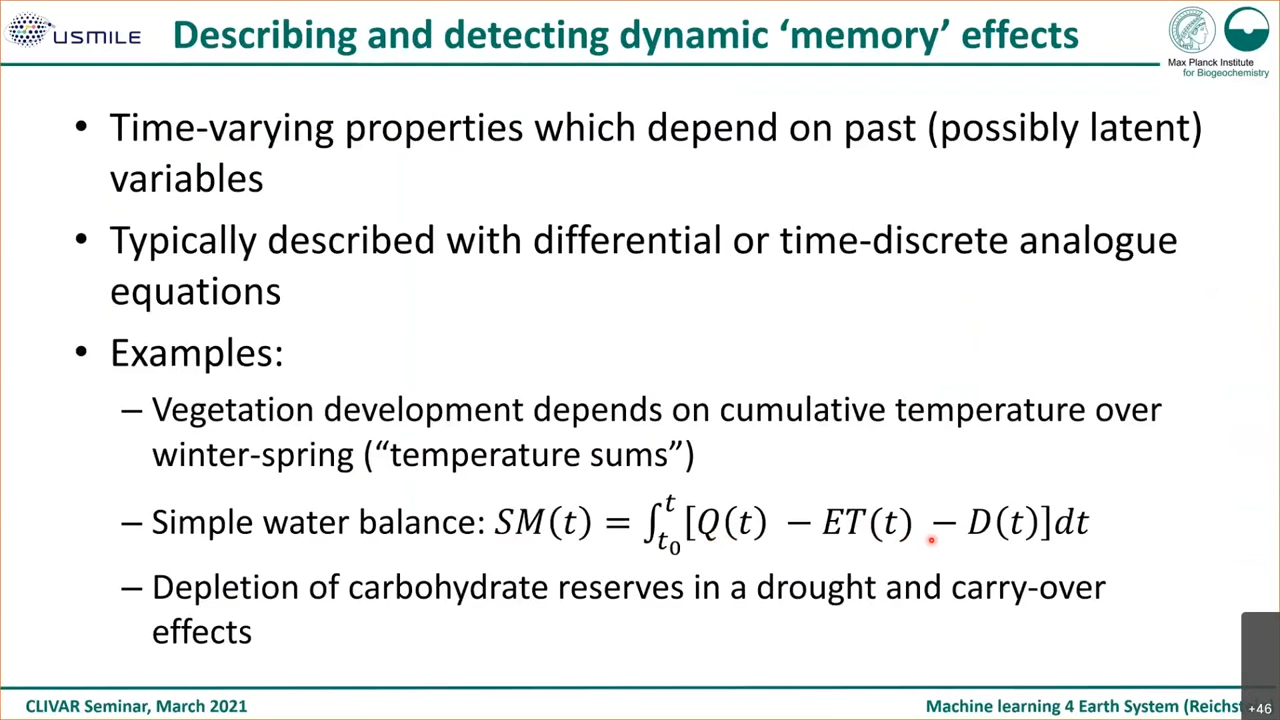 USMILE
Describing and detecting dynamic ‘memory’ effects
Max Planck Institute
for Biogeochemistry
• Time-varying properties which depend on past (possibly latent)
variables
• Typically described with differential or time-discrete analogue
equations
• Examples:
– Vegetation development depends on cumulative temperature over
winter-spring (“temperature sums”)
– Simple water balance: SM(t) = ∫_{t_0}^{t} [Q(t) − ET(t) − D(t)]dt
– Depletion of carbohydrate reserves in a drought and carry-over
effects
CLIVAR Seminar, March 2021
Machine learning 4 Earth System (Reichst
+46